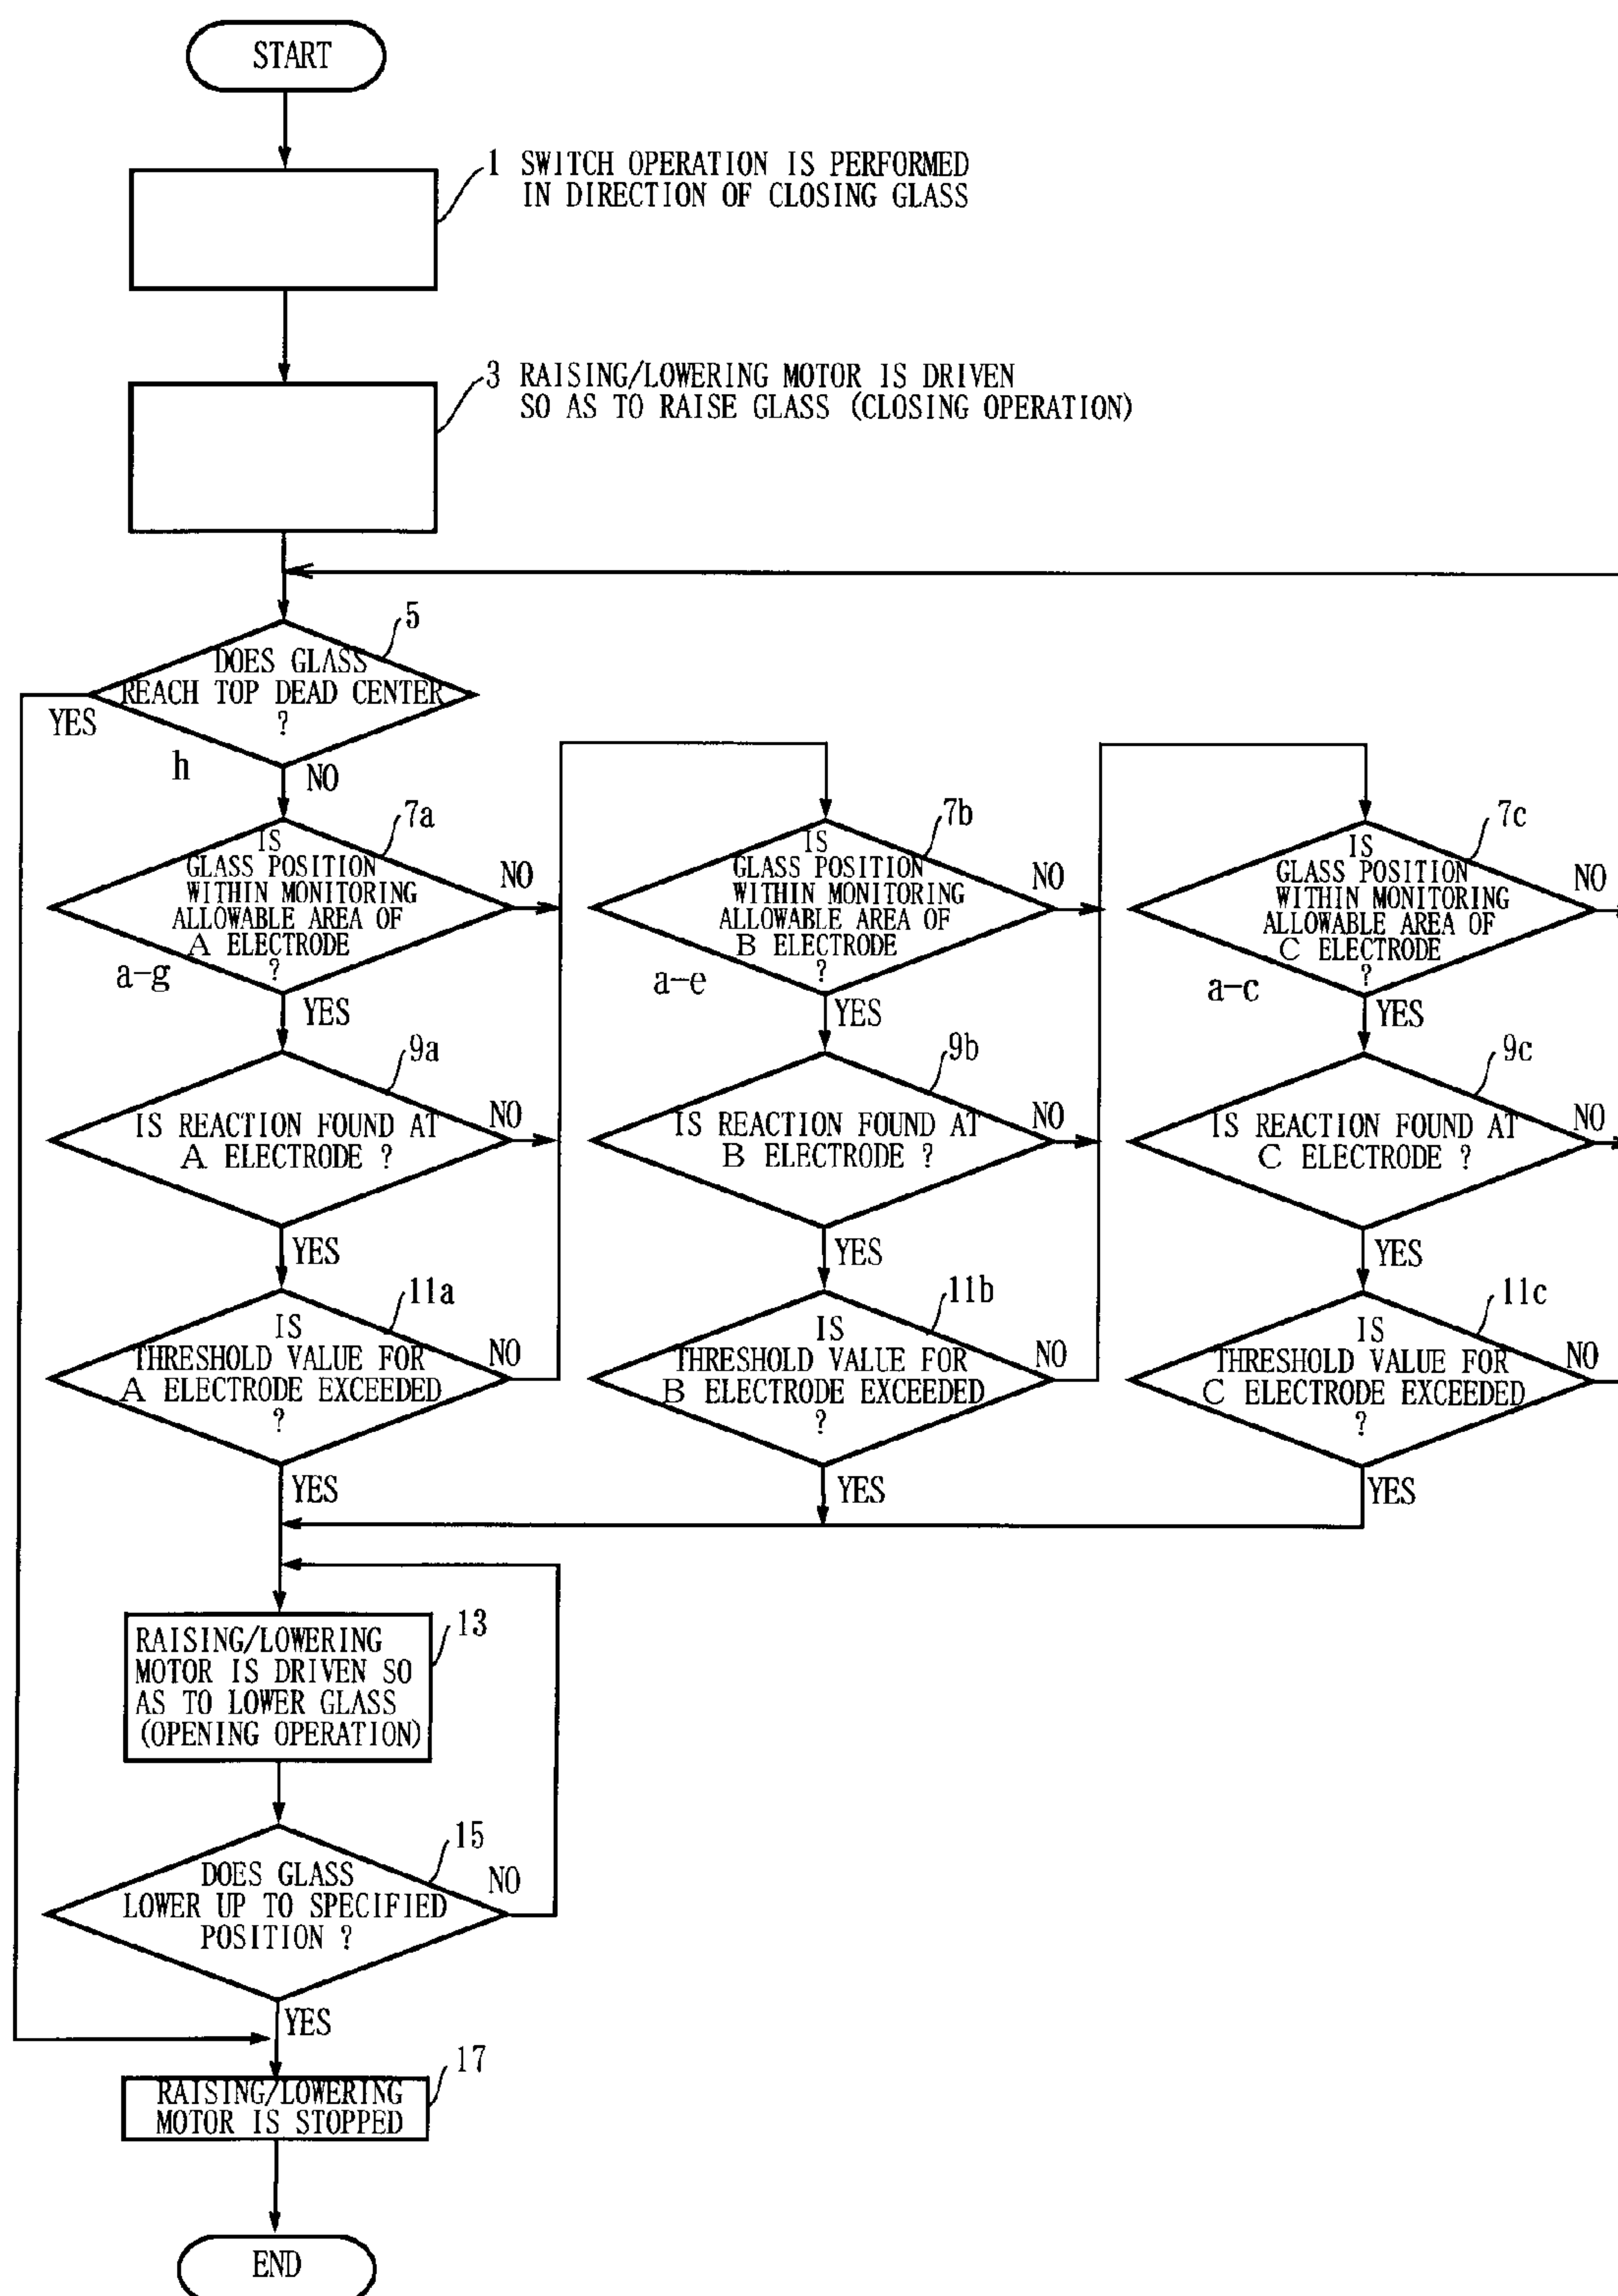 START
1 SWITCH OPERATION IS PERFORMED
IN DIRECTION OF CLOSING GLASS
3 RAISING/LOWERING MOTOR IS DRIVEN
SO AS TO RAISE GLASS (CLOSING OPERATION)
5
DOES GLASS
REACH TOP DEAD CENTER
?
YES
h
NO
7a
IS
GLASS POSITION
WITHIN MONITORING
ALLOWABLE AREA OF
A ELECTRODE
?
NO
a-g
YES
7b
IS
GLASS POSITION
WITHIN MONITORING
ALLOWABLE AREA OF
B ELECTRODE
?
NO
a-e
YES
7c
IS
GLASS POSITION
WITHIN MONITORING
ALLOWABLE AREA OF
C ELECTRODE
?
NO
a-c
YES
9a
IS REACTION FOUND AT
A ELECTRODE ?
NO
YES
9b
IS REACTION FOUND AT
B ELECTRODE ?
NO
YES
9c
IS REACTION FOUND AT
C ELECTRODE ?
NO
YES
11a
IS
THRESHOLD VALUE FOR
A ELECTRODE EXCEEDED
?
NO
YES
11b
IS
THRESHOLD VALUE FOR
B ELECTRODE EXCEEDED
?
NO
YES
11c
IS
THRESHOLD VALUE FOR
C ELECTRODE EXCEEDED
?
NO
YES
13
RAISING/LOWERING
MOTOR IS DRIVEN SO
AS TO LOWER GLASS
(OPENING OPERATION)
15
DOES GLASS
LOWER UP TO SPECIFIED
POSITION ?
NO
YES
17
RAISING/LOWERING
MOTOR IS STOPPED
END